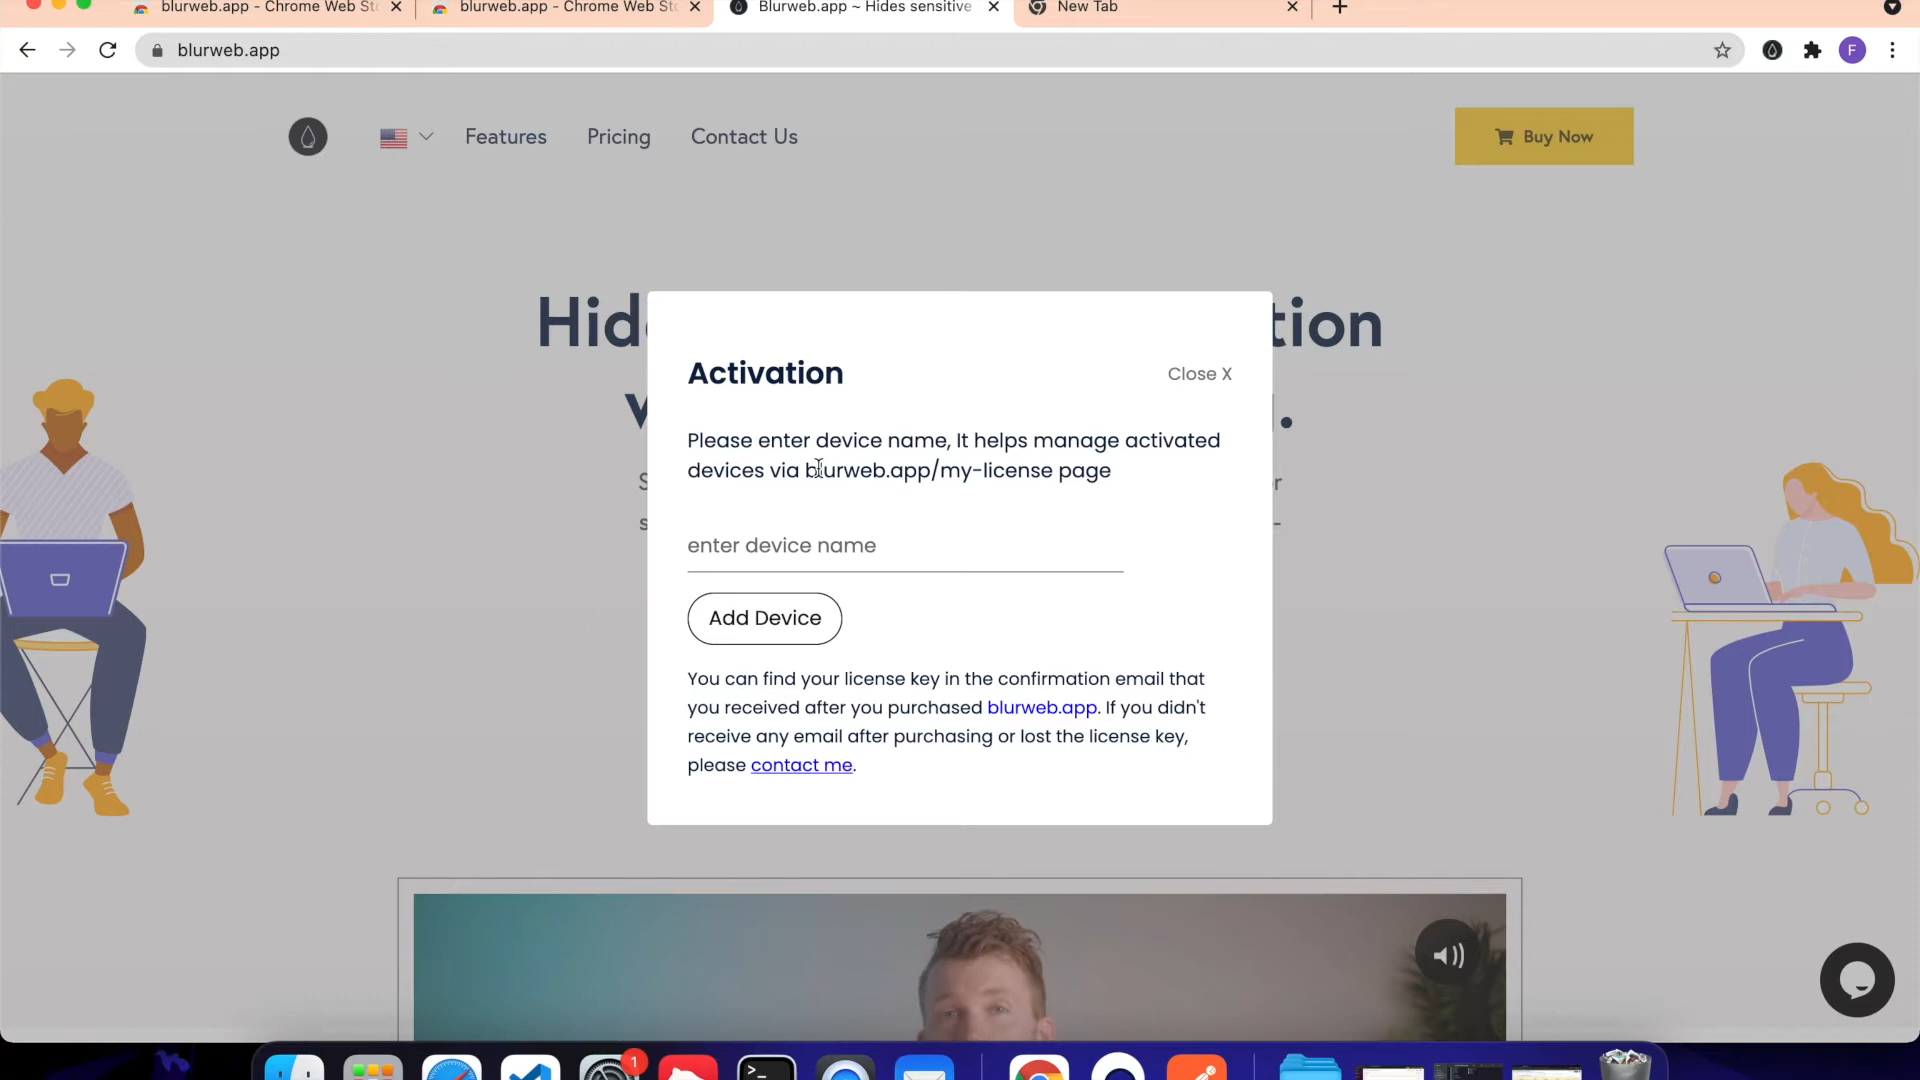 blurweb.app - Chrome Web Sto
blurweb.app - Chrome Web Sto
Blurweb.app ~ Hides sensitive
New Tab
blurweb.app
F
Features
Pricing
Contact Us
Buy Now
Hid
tion
Activation
Close X
Please enter device name, It helps manage activated
devices via blurweb.app/my-license page
enter device name
Add Device
You can find your license key in the confirmation email that
you received after you purchased blurweb.app. If you didn't
receive any email after purchasing or lost the license key,
please contact me.
1